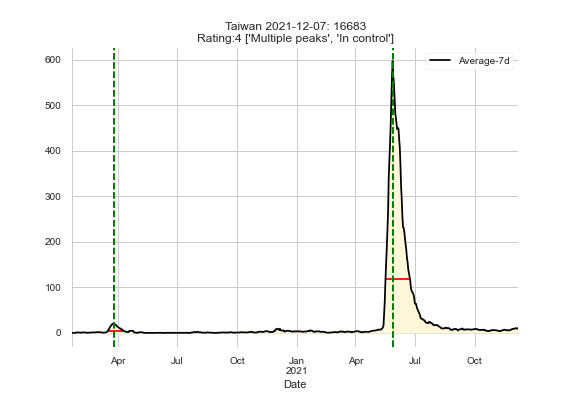 Taiwan 2021-12-07: 16683
Rating:4 ['Multiple peaks', 'In control']
Average-7d
600
500
400
300
200
100
0
Apr Jul Oct Jan Apr Jul Oct
2021
Date